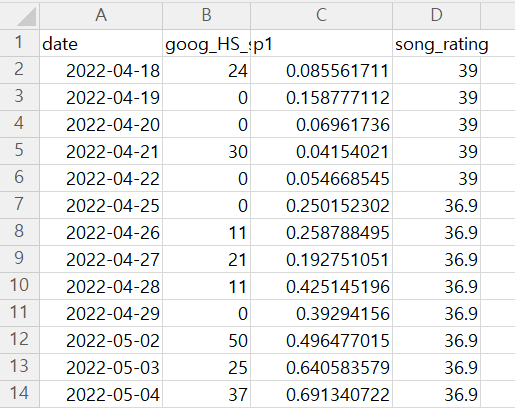 A B C D
1 date goog_HS_sp1 song_rating
2 2022-04-18 24 0.085561711 39
3 2022-04-19 0 0.158777112 39
4 2022-04-20 0 0.06961736 39
5 2022-04-21 30 0.04154021 39
6 2022-04-22 0 0.054668545 39
7 2022-04-25 0 0.250152302 36.9
8 2022-04-26 11 0.258788495 36.9
9 2022-04-27 21 0.192751051 36.9
10 2022-04-28 11 0.425145196 36.9
11 2022-04-29 0 0.39294156 36.9
12 2022-05-02 50 0.496477015 36.9
13 2022-05-03 25 0.640583579 36.9
14 2022-05-04 37 0.691340722 36.9